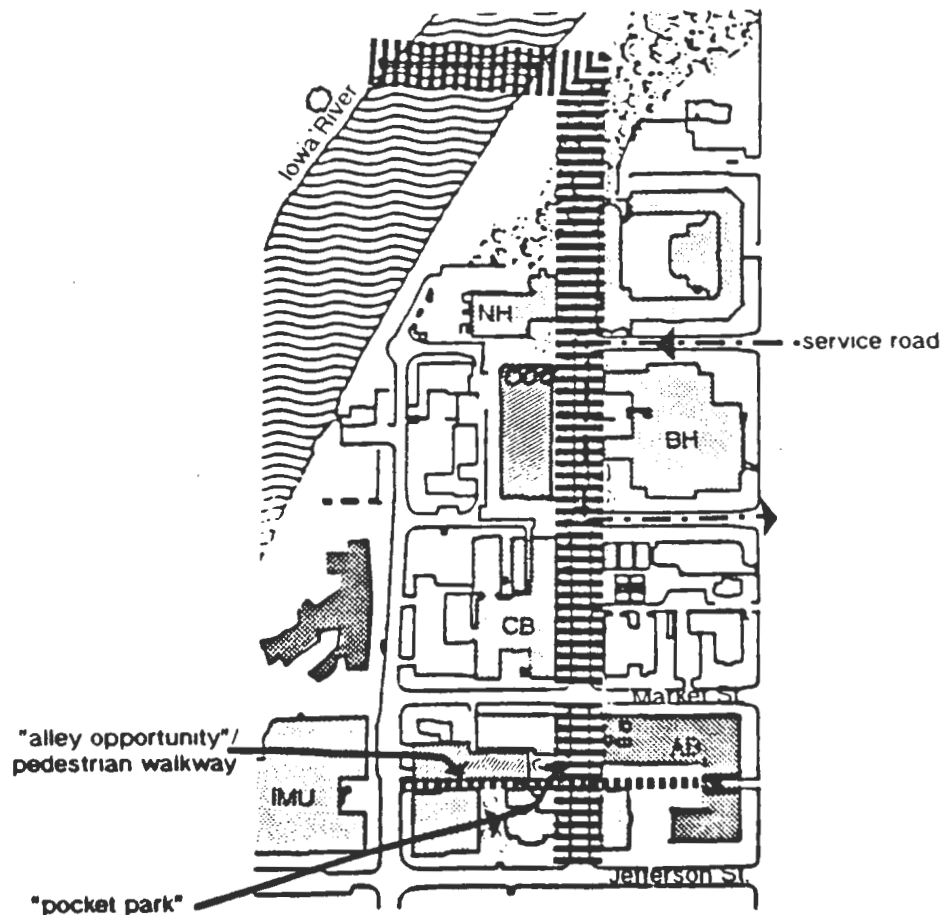 Iowa River
NH
service road
BH
CB
Market St.
"alley opportunity"/
pedestrian walkway
AB
IMU
Jefferson St.
"pocket park"